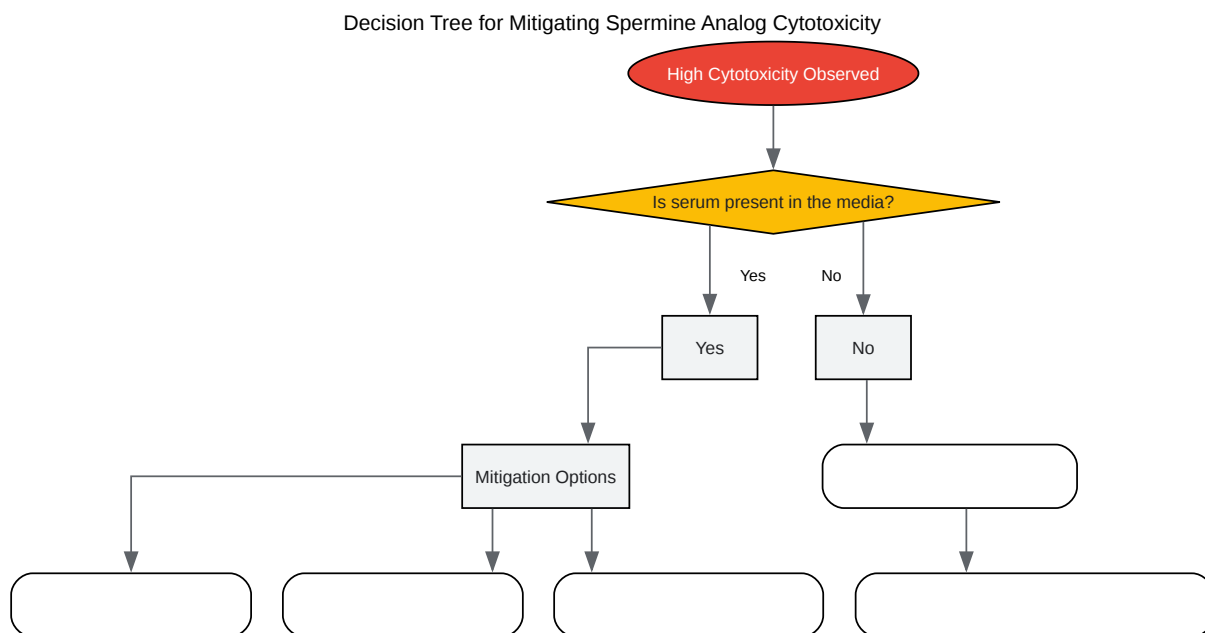 Decision Tree for Mitigating Spermine Analog Cytotoxicity
High Cytotoxicity Observed
Is serum present in the media?
Yes
No
Yes
No
Mitigation Options